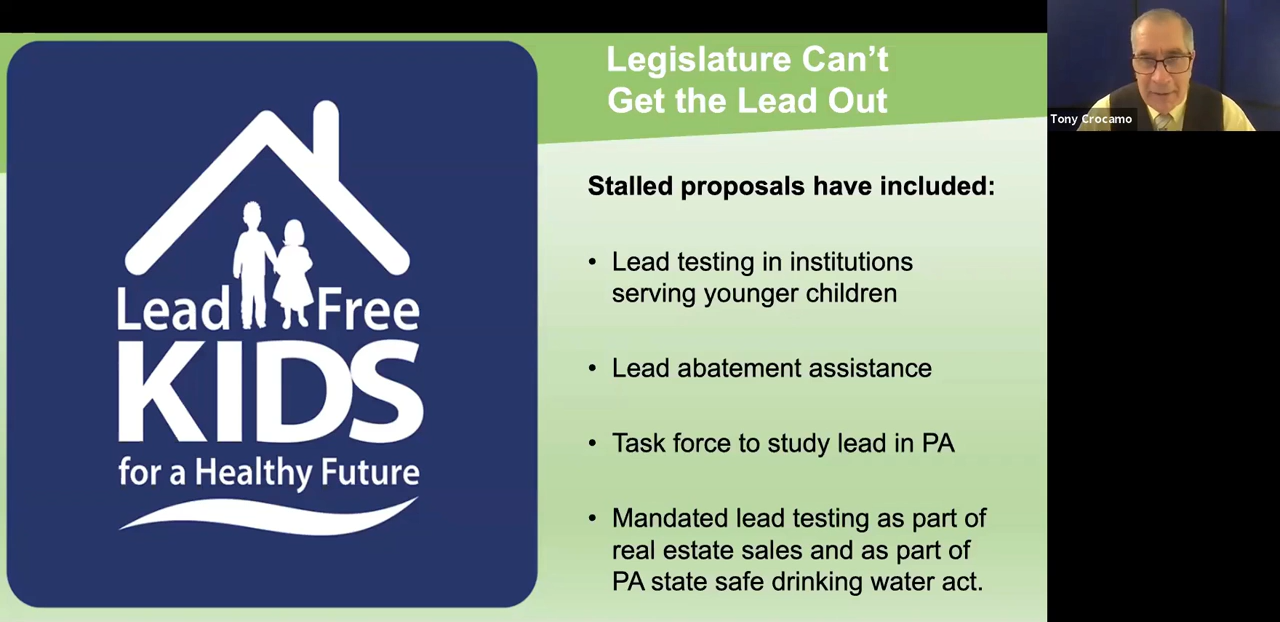 Legislature Can’t
Get the Lead Out
Tony Crocamo
Lead Free
KIDS
for a Healthy Future
Stalled proposals have included:
• Lead testing in institutions
serving younger children
• Lead abatement assistance
• Task force to study lead in PA
• Mandated lead testing as part of
real estate sales and as part of
PA state safe drinking water act.